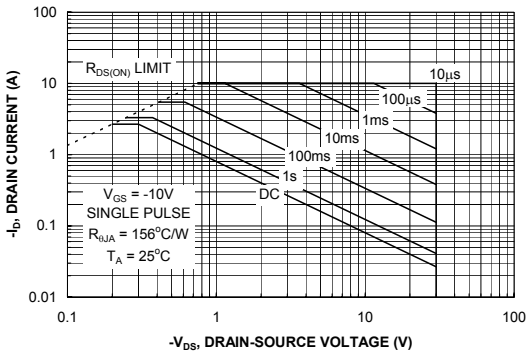 100
10
1
0.1
0.01
-I_D, DRAIN CURRENT (A)
R_DS(ON) LIMIT
10µs
100µs
1ms
10ms
100ms
1s
DC
V_GS = -10V
SINGLE PULSE
R_θJA = 156°C/W
T_A = 25°C
0.1 1 10 100
-V_DS, DRAIN-SOURCE VOLTAGE (V)